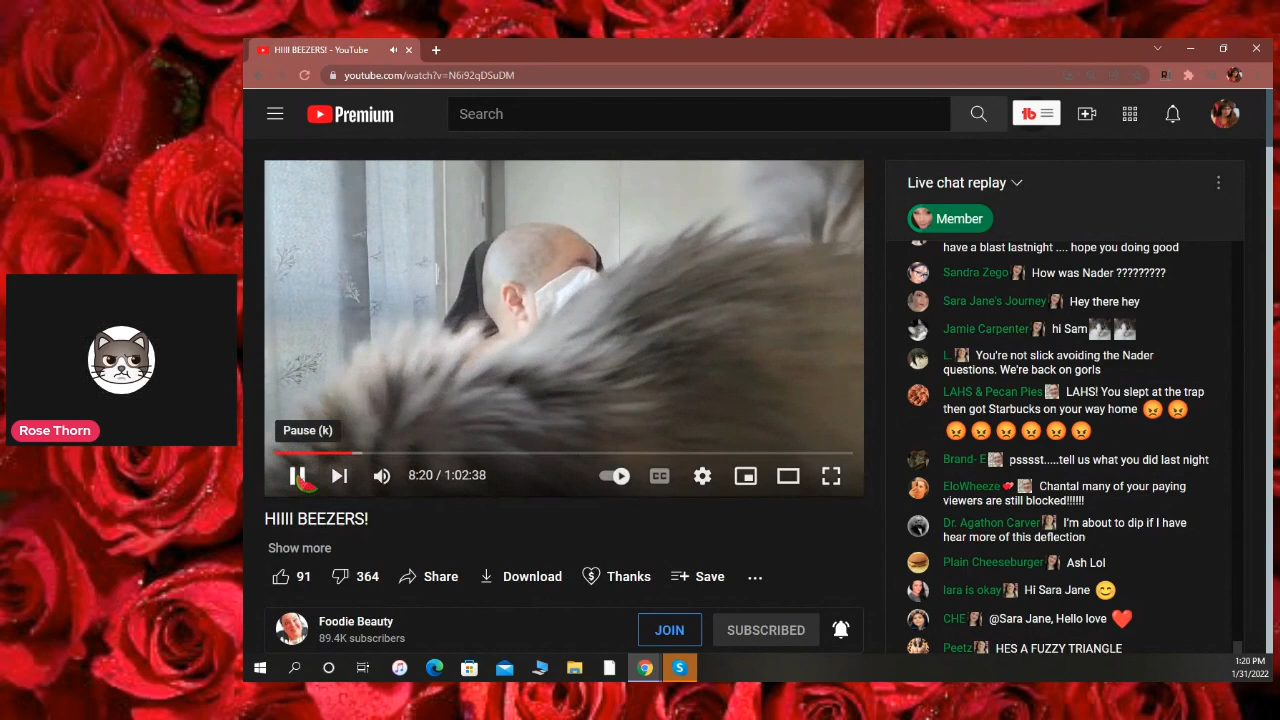 HIIII BEEZERS! - YouTube
youtube.com/watch?v=N6i92qDSuDM
Premium
Search
Live chat replay
Member
have a blast lastnight .... hope you doing good
Sandra Zego How was Nader ?????????
Sara Jane's Journey Hey there hey
Jamie Carpenter hi Sam
L. You're not slick avoiding the Nader
questions. We're back on gorls
LAHS & Pecan Pies LAHS! You slept at the trap
then got Starbucks on your way home
Brand- E psssst.....tell us what you did last night
EloWheeze Chantal many of your paying
viewers are still blocked!!!!!!
Dr. Agathon Carver I'm about to dip if I have
hear more of this deflection
Plain Cheeseburger Ash Lol
Iara is okay Hi Sara Jane
CHE @Sara Jane, Hello love
Peetz HES A FUZZY TRIANGLE
Rose Thorn
Pause (k)
8:20 / 1:02:38
CC
HIIII BEEZERS!
Show more
91 364 Share Download Thanks Save
Foodie Beauty
89.4K subscribers
JOIN
SUBSCRIBED
1:20 PM
1/31/2022